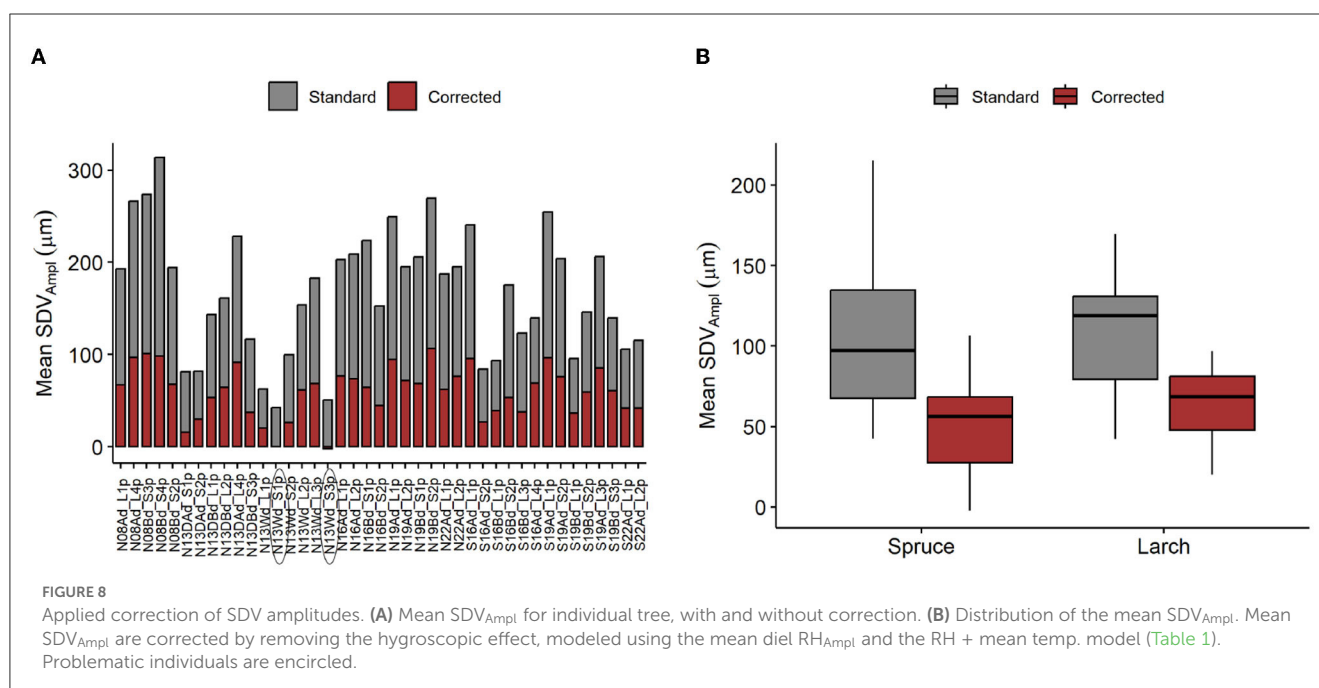 A
B
Standard Corrected
Standard Corrected
Mean SDVAmpl (μm)
300
200
100
0
N08Ad_L1p
N08Ad_L4p
N08Bd_S3p
N08Bd_S4p
N08Bd_S2p
N13DAd_S1p
N13DAd_S2p
N13DBd_L1p
N13DBd_L2p
N13DAd_L4p
N13DBd_S3p
N13Wd_L1p
N13Wd_S1p
N13Wd_S2p
N13Wd_L2p
N13Wd_L3p
N13Wd_S3p
N16Ad_L1p
N16Ad_L2p
N16Bd_S1p
N16Bd_S2p
N19Ad_L1p
N19Ad_L2p
N19Bd_S1p
N19Bd_S2p
N22Ad_L1p
N22Ad_L2p
S16Ad_L1p
S16Ad_S2p
S16Bd_L1p
S16Bd_S2p
S16Bd_L3p
S16Ad_L4p
S19Ad_L1p
S19Ad_S2p
S19Bd_L1p
S19Bd_S2p
S19Ad_L3p
S19Bd_S3p
S22Ad_L1p
S22Ad_L2p
Mean SDVAmpl (μm)
200
150
100
50
0
Spruce Larch
FIGURE 8
Applied correction of SDV amplitudes. (A) Mean SDVAmpl for individual tree, with and without correction. (B) Distribution of the mean SDVAmpl. Mean
SDVAmpl are corrected by removing the hygroscopic effect, modeled using the mean diel RHAmpl and the RH + mean temp. model (Table 1).
Problematic individuals are encircled.